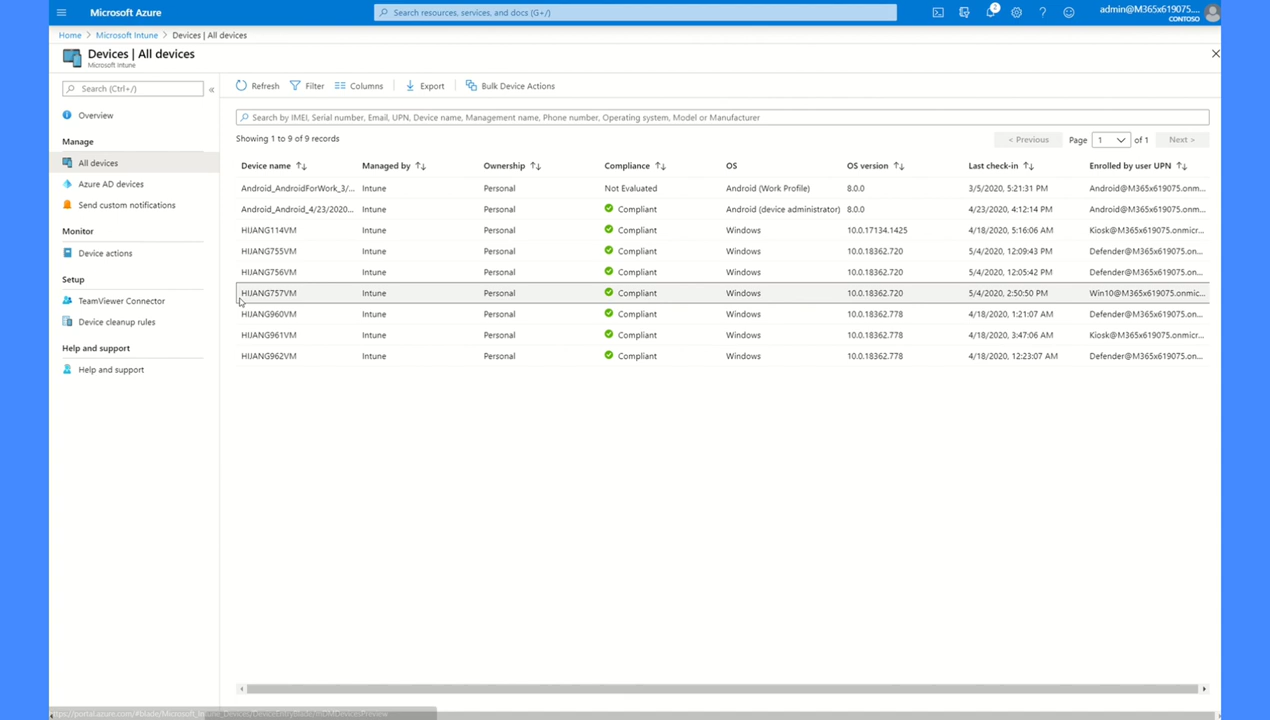 Microsoft Azure
Search resources, services, and docs (G+/)
2
admin@M365x619075....
CONTOSO
Home > Microsoft Intune > Devices | All devices
Devices | All devices
Microsoft Intune
Search (Ctrl+/)
«
Overview
Manage
All devices
Azure AD devices
Send custom notifications
Monitor
Device actions
Setup
TeamViewer Connector
Device cleanup rules
Help and support
Help and support
Refresh Filter Columns Export Bulk Device Actions
Search by IMEI, Serial number, Email, UPN, Device name, Management name, Phone number, Operating system, Model or Manufacturer
Showing 1 to 9 of 9 records
< Previous Page 1 of 1 Next >
Device name Managed by Ownership Compliance OS OS version Last check-in Enrolled by user UPN
Android_AndroidForWork_3/... Intune Personal Not Evaluated Android (Work Profile) 8.0.0 3/5/2020, 5:21:31 PM Android@M365x619075.onm...
Android_Android_4/23/2020... Intune Personal Compliant Android (device administrator) 8.0.0 4/23/2020, 4:12:14 PM Android@M365x619075.onm...
HIJANG114VM Intune Personal Compliant Windows 10.0.17134.1425 4/18/2020, 5:16:06 AM Kiosk@M365x619075.onmicr...
HIJANG755VM Intune Personal Compliant Windows 10.0.18362.720 5/4/2020, 12:09:43 PM Defender@M365x619075.on...
HIJANG756VM Intune Personal Compliant Windows 10.0.18362.720 5/4/2020, 12:05:42 PM Defender@M365x619075.on...
HIJANG757VM Intune Personal Compliant Windows 10.0.18362.720 5/4/2020, 2:50:50 PM Win10@M365x619075.onmic...
HIJANG960VM Intune Personal Compliant Windows 10.0.18362.778 4/18/2020, 1:21:07 AM Defender@M365x619075.on...
HIJANG961VM Intune Personal Compliant Windows 10.0.18362.778 4/18/2020, 3:47:06 AM Kiosk@M365x619075.onmicr...
HIJANG962VM Intune Personal Compliant Windows 10.0.18362.778 4/18/2020, 12:23:07 AM Defender@M365x619075.on...